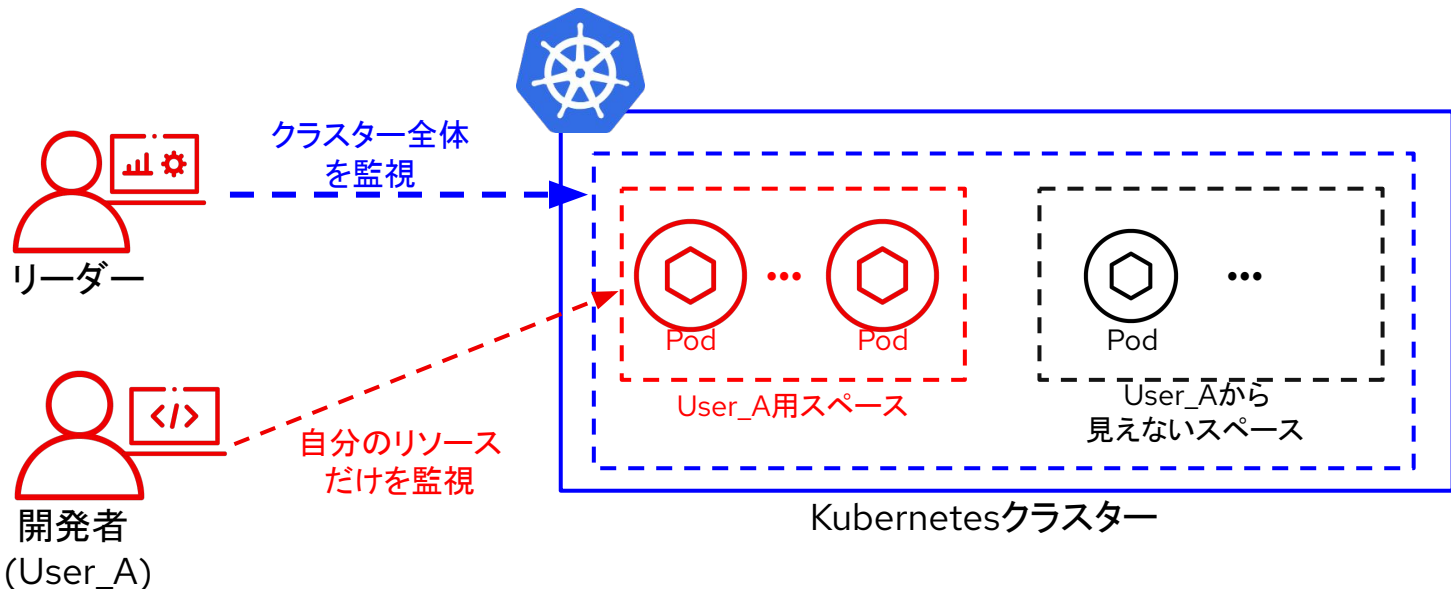 クラスター全体
を監視
リーダー
自分のリソース
だけを監視
開発者
(User_A)
Pod
Pod
User_A用スペース
Pod
User_Aから
見えないスペース
Kubernetesクラスター